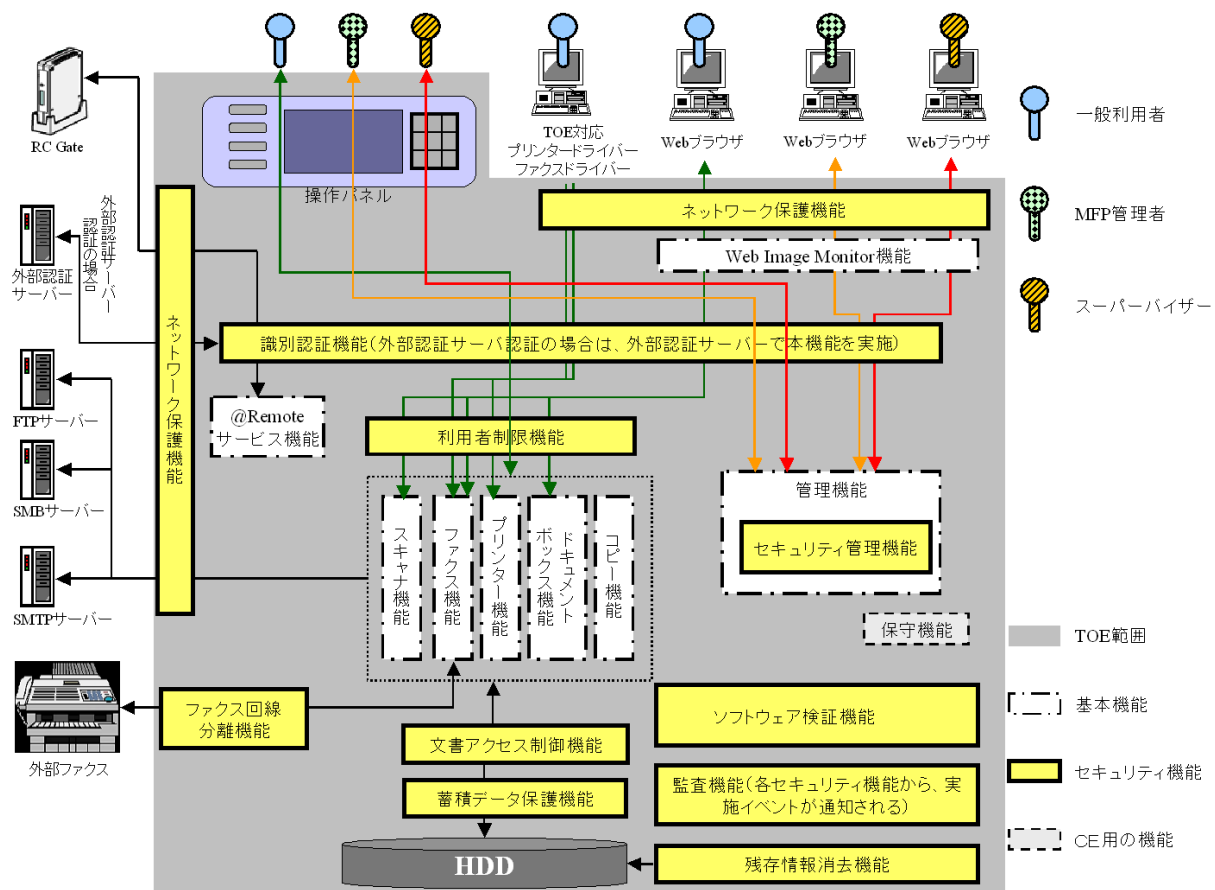 RC Gate
操作パネル
TOE対応
プリンタードライバー
ファクスドライバー
Webブラウザ
Webブラウザ
Webブラウザ
一般利用者
MFP管理者
スーパーバイザー
外部認証
サーバー
外部認証サーバー
認証の場合
ネットワーク保護機能
ネットワーク保護機能
Web Image Monitor機能
識別認証機能(外部認証サーバ認証の場合は、外部認証サーバーで本機能を実施)
FTPサーバー
SMBサーバー
SMTPサーバー
@Remote
サービス機能
利用者制限機能
スキャナ機能
ファクス機能
プリンター機能
ドキュメント
ボックス機能
コピー機能
管理機能
セキュリティ管理機能
保守機能
外部ファクス
ファクス回線
分離機能
文書アクセス制御機能
蓄積データ保護機能
HDD
ソフトウェア検証機能
監査機能(各セキュリティ機能から、実
施イベントが通知される)
残存情報消去機能
TOE範囲
基本機能
セキュリティ機能
CE用の機能